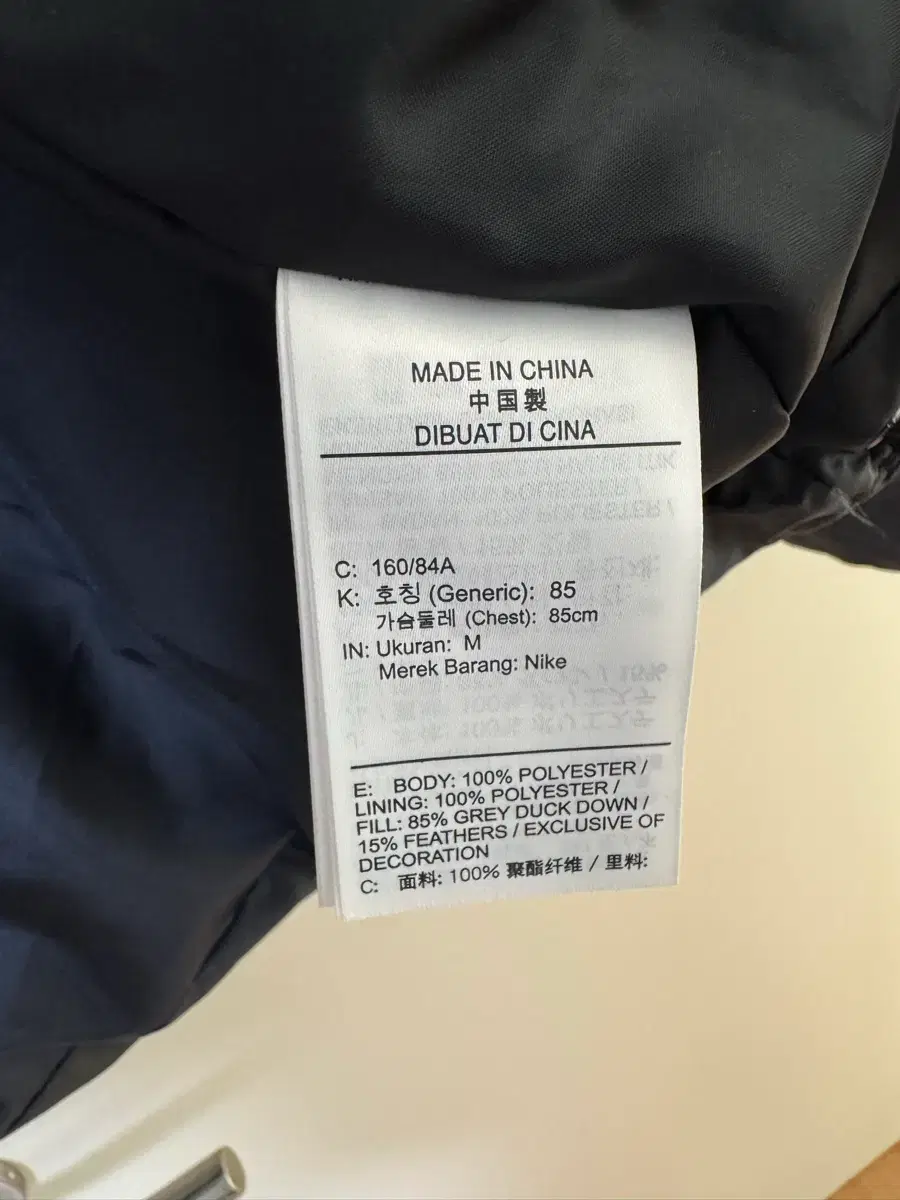 MADE IN CHINA
中国製
DIBUAT DI CINA
C: 160/84A
K: 호칭 (Generic): 85
가슴둘레 (Chest): 85cm
IN: Ukuran: M
Merek Barang: Nike
E: BODY: 100% POLYESTER /
LINING: 100% POLYESTER /
FILL: 85% GREY DUCK DOWN /
15% FEATHERS / EXCLUSIVE OF
DECORATION
C: 面料: 100% 聚酯纤维 / 里料: